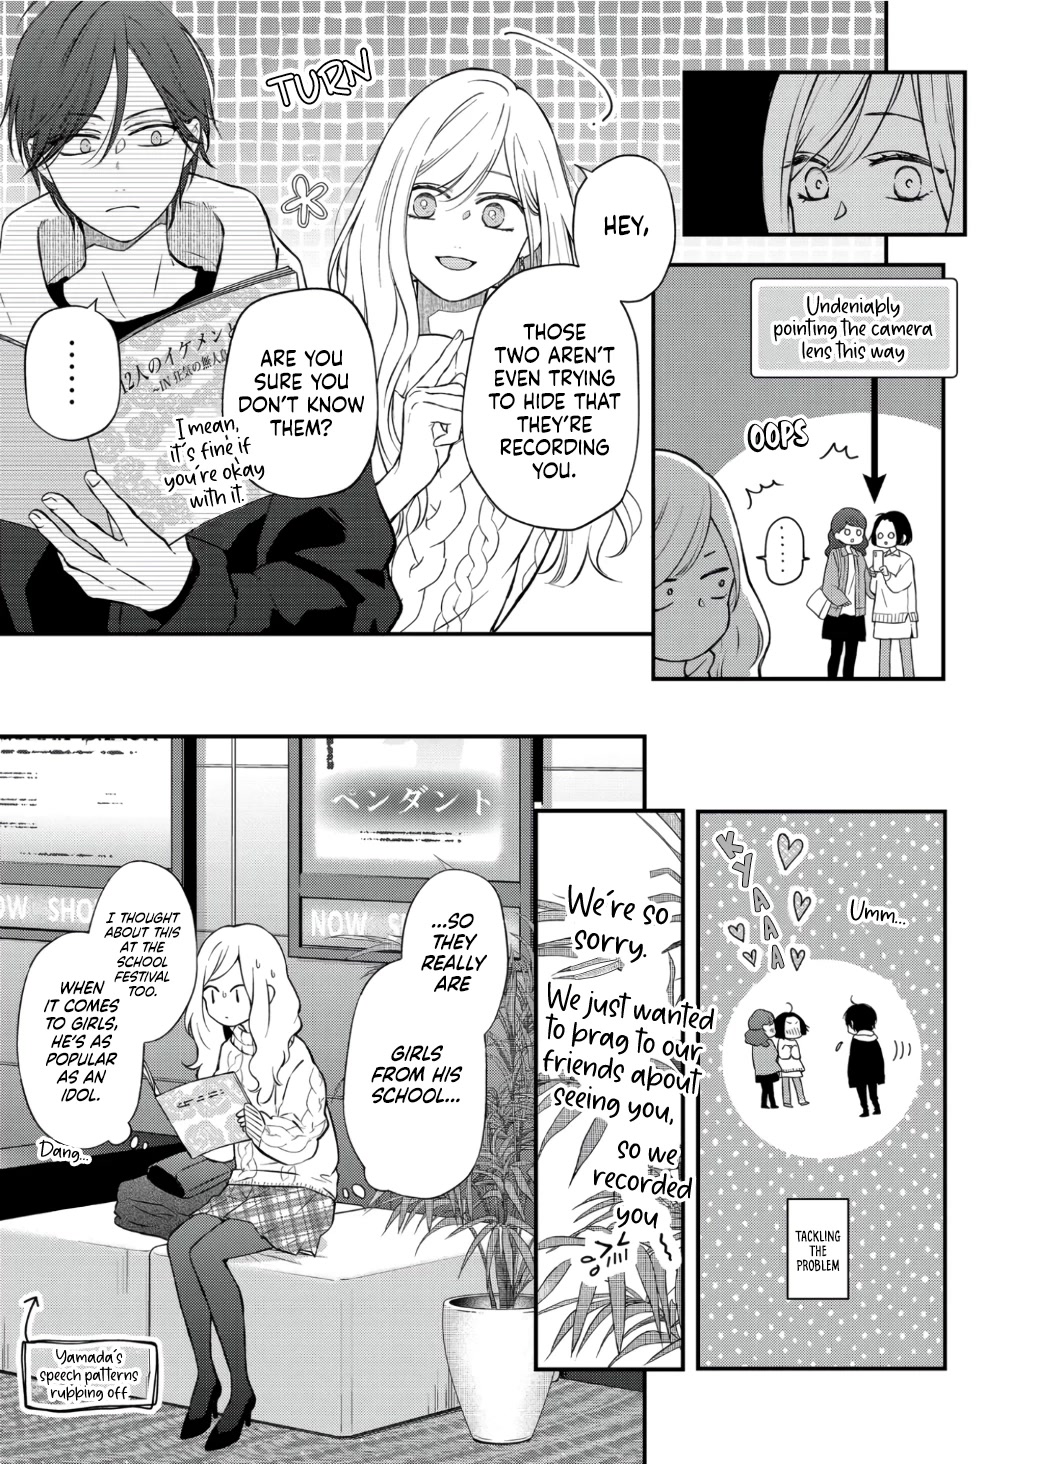 Undeniably
pointing the camera
lens this way
OOPS
......
TURN
HEY,
THOSE
TWO AREN'T
EVEN TRYING
TO HIDE THAT
THEY'RE
RECORDING
YOU.
ARE YOU
SURE YOU
DON'T KNOW
THEM?
I mean,
it's fine if
you're okay
with it.
......
12人のイケメンと
KYAAA
Umm...
TACKLING
THE
PROBLEM
We're so
sorry.
We just wanted
to brag to our
friends about
seeing you,
so we
recorded
you
ペンダント
NOW SHO
NOW SH
...SO
THEY
REALLY
ARE
GIRLS
FROM HIS
SCHOOL...
I THOUGHT
ABOUT THIS
AT THE
SCHOOL
FESTIVAL
TOO.
WHEN
IT COMES
TO GIRLS,
HE'S AS
POPULAR
AS AN
IDOL.
Dang...
Yamada's
speech patterns
rubbing off